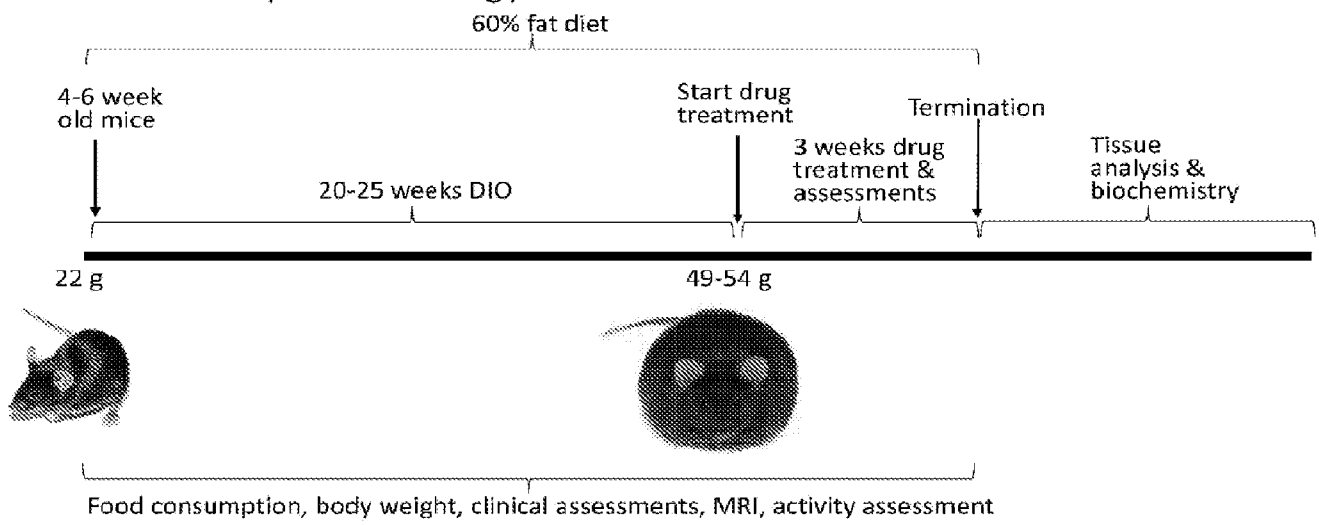 60% fat diet
4-6 week
old mice
Start drug
treatment
Termination
20-25 weeks DIO
3 weeks drug
treatment &
assessments
Tissue
analysis &
biochemistry
22 g
49-54 g
Food consumption, body weight, clinical assessments, MRI, activity assessment